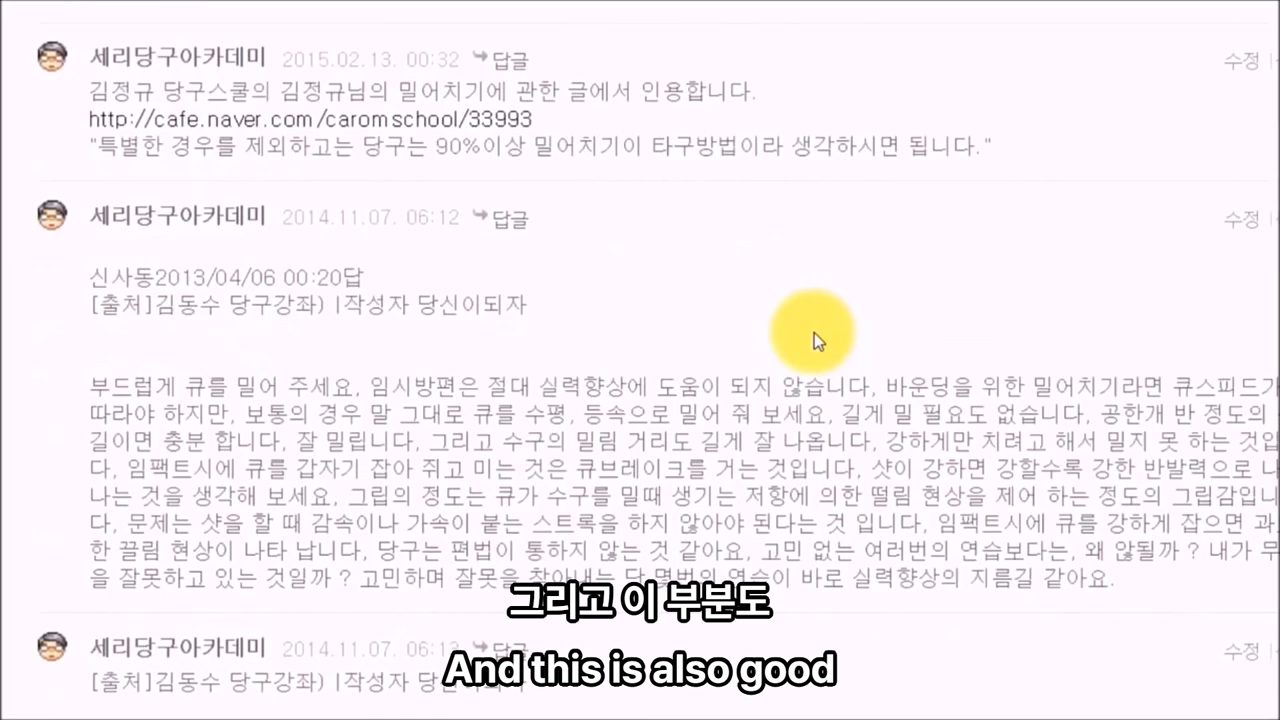 세리당구아카데미 2015.02.13. 00:32 답글 수정
김정규 당구스쿨의 김정규님의 밀어치기에 관한 글에서 인용합니다.
http://cafe.naver.com/caromschool/33993
"특별한 경우를 제외하고는 당구는 90%이상 밀어치기이 타구방법이라 생각하시면 됩니다."
세리당구아카데미 2014.11.07. 06:12 답글 수정
신사동2013/04/06 00:20답
[출처]김동수 당구강좌) |작성자 당신이되자
부드럽게 큐를 밀어 주세요, 임시방편은 절대 실력향상에 도움이 되지 않습니다, 바운딩을 위한 밀어치기라면 큐스피드가
따라야 하지만, 보통의 경우 말 그대로 큐를 수평, 등속으로 밀어 줘 보세요, 길게 밀 필요도 없습니다, 공한개 반 정도의
길이면 충분 합니다, 잘 밀립니다, 그리고 수구의 밀림 거리도 길게 잘 나옵니다, 강하게만 치려고 해서 밀지 못 하는 것입
다, 임팩트시에 큐를 갑자기 잡아 쥐고 미는 것은 큐브레이크를 거는 것입니다, 샷이 강하면 강할수록 강한 반발력으로
나는 것을 생각해 보세요, 그립의 정도는 큐가 수구를 밀때 생기는 저항에 의한 떨림 현상을 제어 하는 정도의 그립감입니
다, 문제는 샷을 할 때 감속이나 가속이 붙는 스트록을 하지 않아야 된다는 것 입니다, 임팩트시에 큐를 강하게 잡으면 과
한 끌림 현상이 나타 납니다, 당구는 편법이 통하지 않는 것 같아요, 고민 없는 여러번의 연습보다는, 왜 않될까 ? 내가 무
을 잘못하고 있는 것일까 ? 고민하며 잘못을 찾아내는 단 몇번의 연습이 바로 실력향상의 지름길 같아요.
그리고 이 부분도
세리당구아카데미 2014.11.07. 답글 수정
And this is also good
[출처]김동수 당구강좌) |작성자